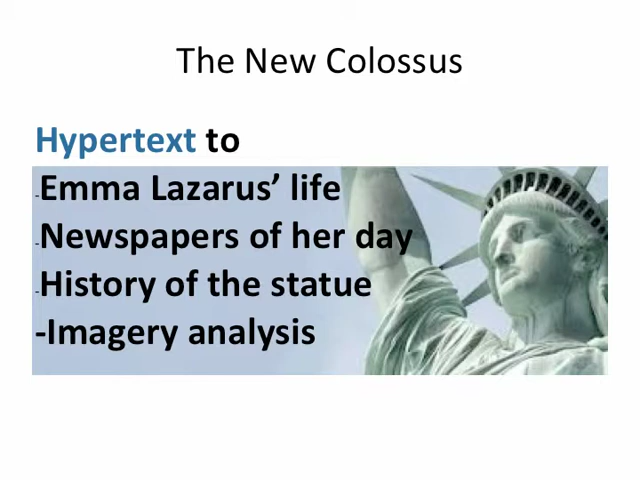 The New Colossus
Hypertext to
-Emma Lazarus’ life
-Newspapers of her day
-History of the statue
-Imagery analysis